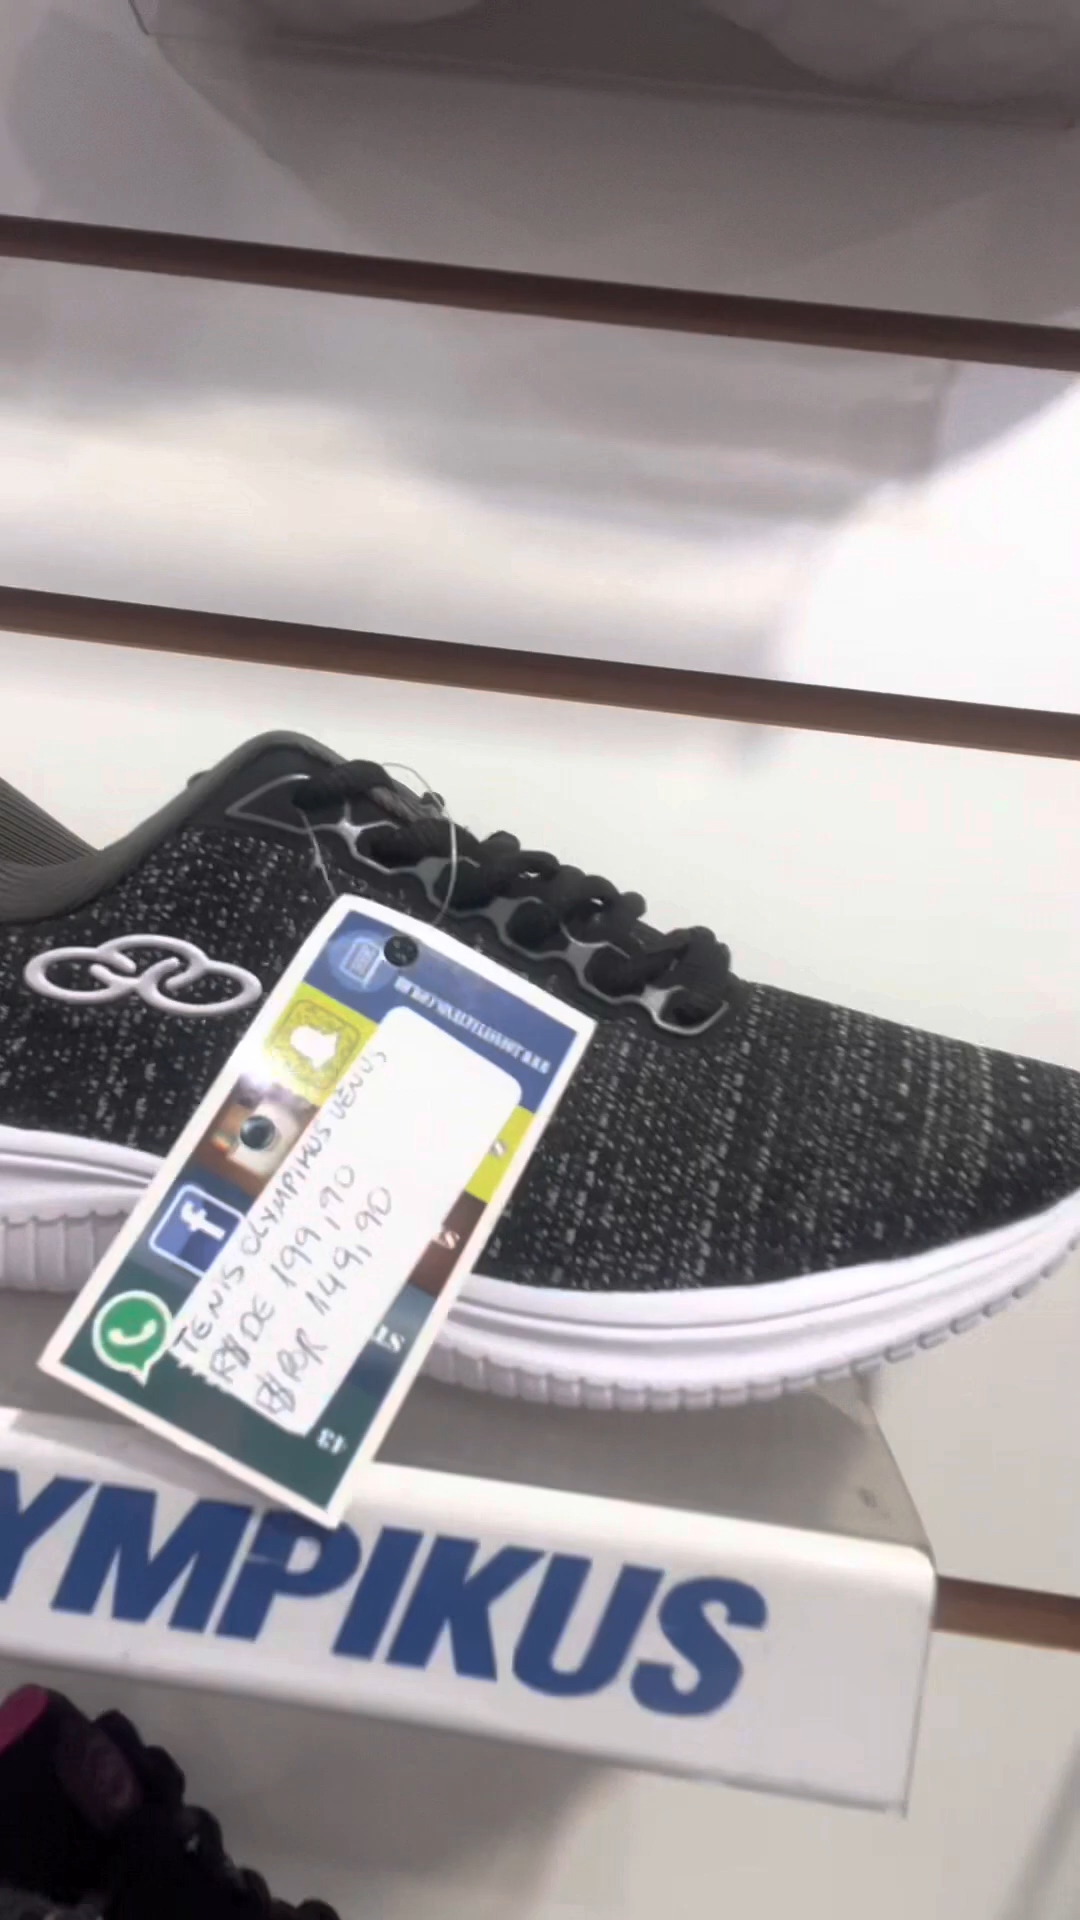 TENIS OLYMPIKUS VENUS
R$ DE 199,90
R$ POR 149,90
43
YMPIKUS